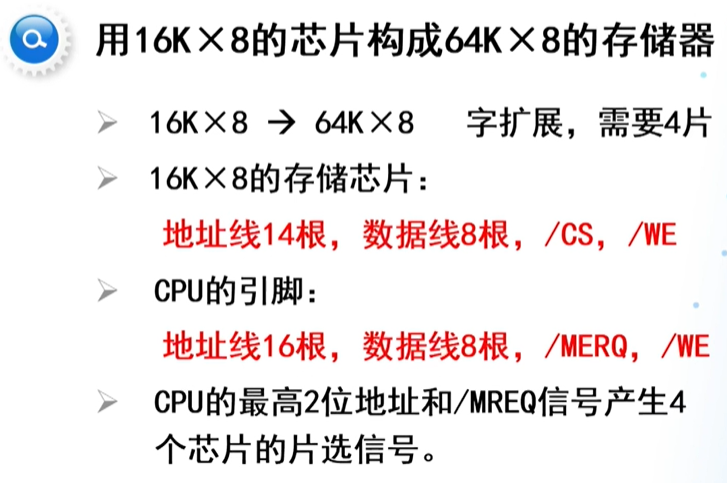 用16K×8的芯片构成64K×8的存储器
➢ 16K×8 → 64K×8 字扩展，需要4片
➢ 16K×8的存储芯片：
地址线14根，数据线8根，/CS，/WE
➢ CPU的引脚：
地址线16根，数据线8根，/MERQ，/WE
➢ CPU的最高2位地址和/MREQ信号产生4
个芯片的片选信号。